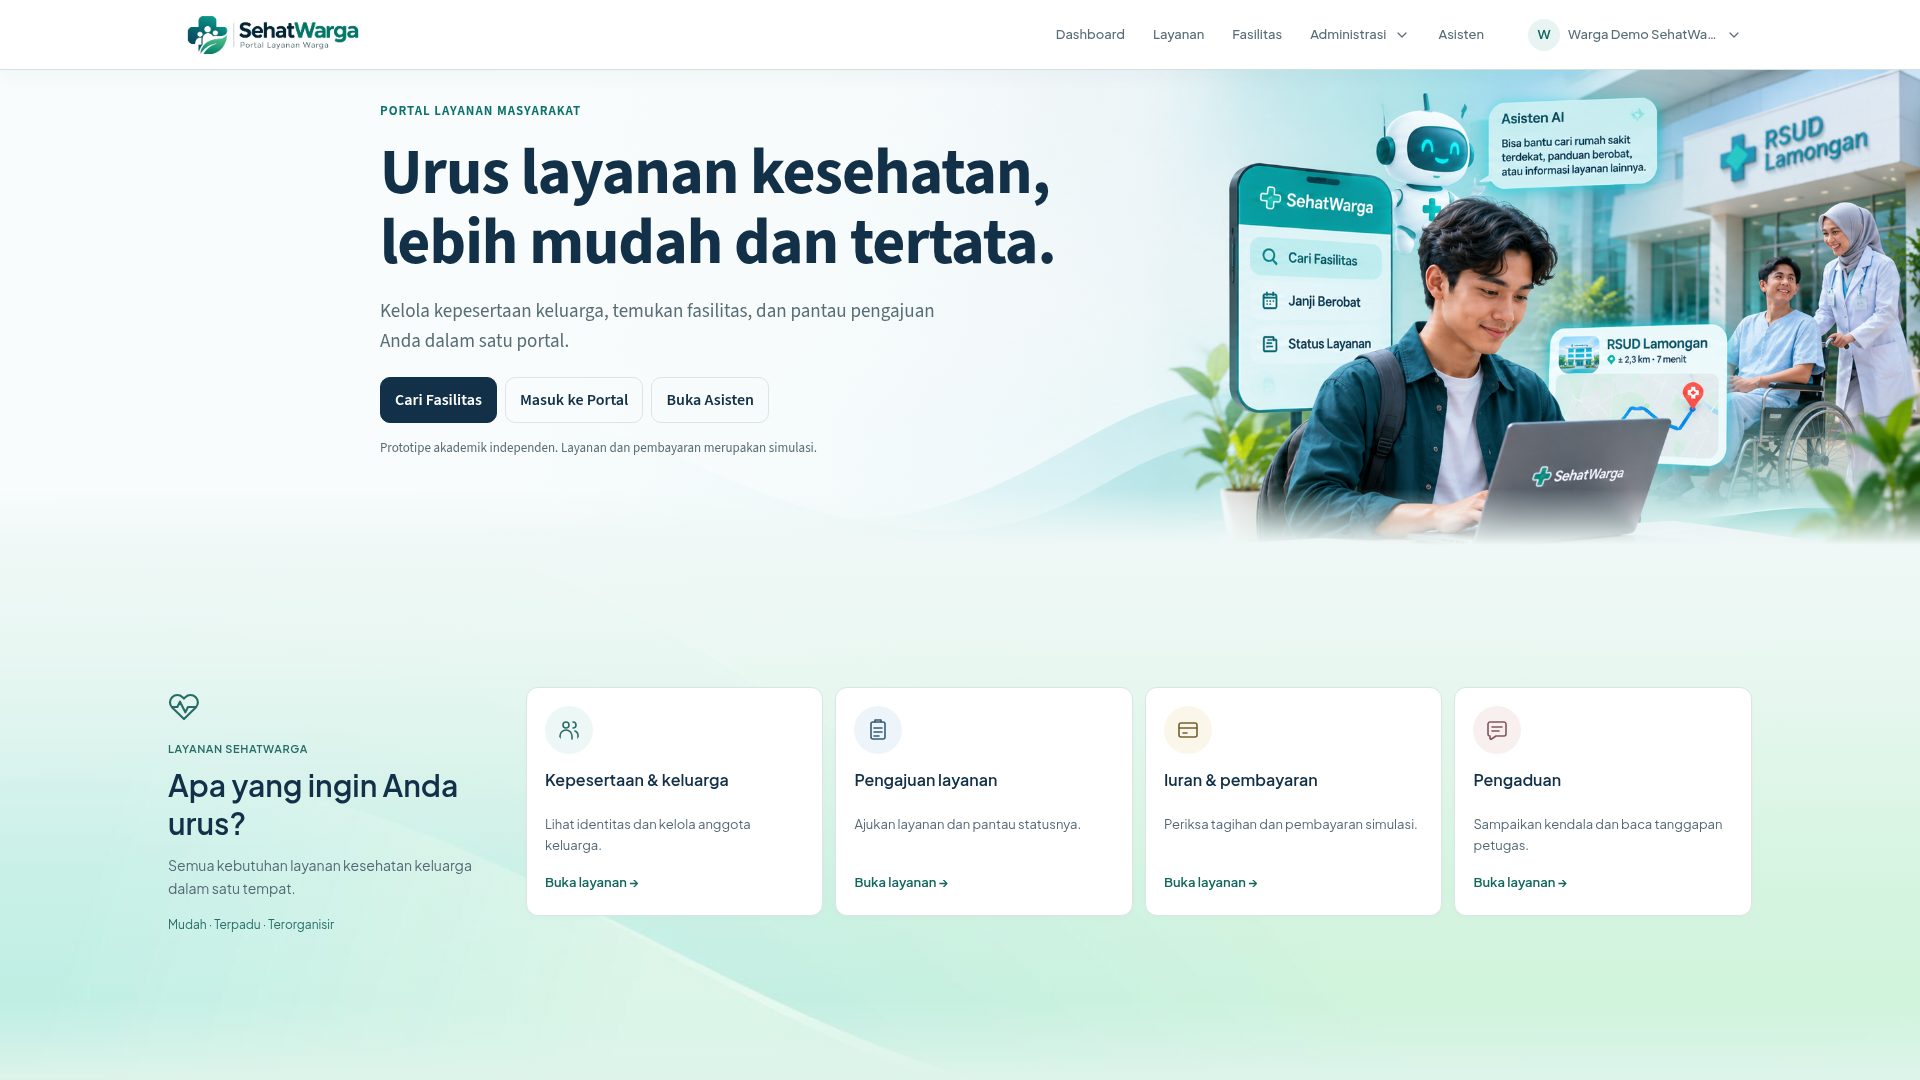 SehatWarga
Portal Layanan Warga
Dashboard
Layanan
Fasilitas
Administrasi
Asisten
W
Warga Demo SehatWa...
PORTAL LAYANAN MASYARAKAT
Urus layanan kesehatan,
lebih mudah dan tertata.
Kelola kepesertaan keluarga, temukan fasilitas, dan pantau pengajuan
Anda dalam satu portal.
Cari Fasilitas
Masuk ke Portal
Buka Asisten
Prototipe akademik independen. Layanan dan pembayaran merupakan simulasi.
Asisten AI
Bisa bantu cari rumah sakit
terdekat, panduan berobat,
atau informasi layanan lainnya.
RSUD
Lamongan
SehatWarga
Cari Fasilitas
Janji Berobat
Status Layanan
RSUD Lamongan
± 2,3 km • 7 menit
SehatWarga
LAYANAN SEHATWARGA
Apa yang ingin Anda
urus?
Semua kebutuhan layanan kesehatan keluarga
dalam satu tempat.
Mudah · Terpadu · Terorganisir
Kepesertaan & keluarga
Lihat identitas dan kelola anggota
keluarga.
Buka layanan →
Pengajuan layanan
Ajukan layanan dan pantau statusnya.
Buka layanan →
Iuran & pembayaran
Periksa tagihan dan pembayaran simulasi.
Buka layanan →
Pengaduan
Sampaikan kendala dan baca tanggapan
petugas.
Buka layanan →